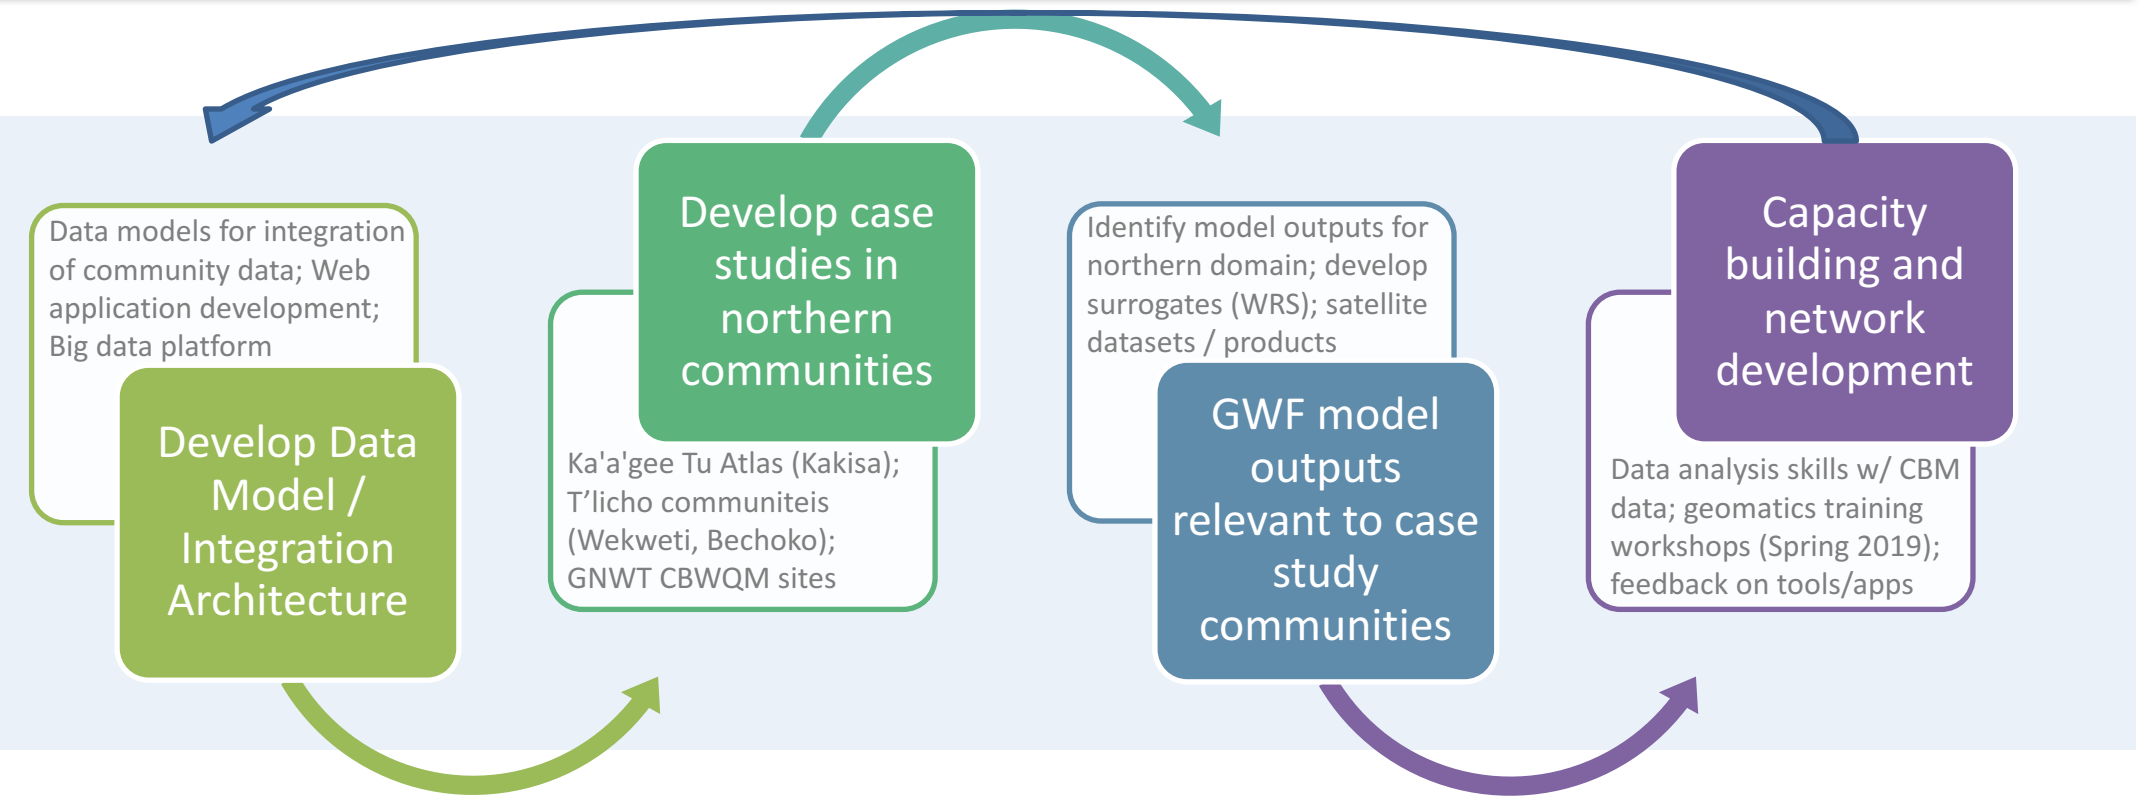 Data models for integration
of community data; Web
application development;
Big data platform
Develop Data
Model /
Integration
Architecture
Develop case
studies in
northern
communities
Ka'a'gee Tu Atlas (Kakisa);
T’licho communiteis
(Wekweti, Bechoko);
GNWT CBWQM sites
Identify model outputs for
northern domain; develop
surrogates (WRS); satellite
datasets / products
GWF model
outputs
relevant to case
study
communities
Capacity
building and
network
development
Data analysis skills w/ CBM
data; geomatics training
workshops (Spring 2019);
feedback on tools/apps